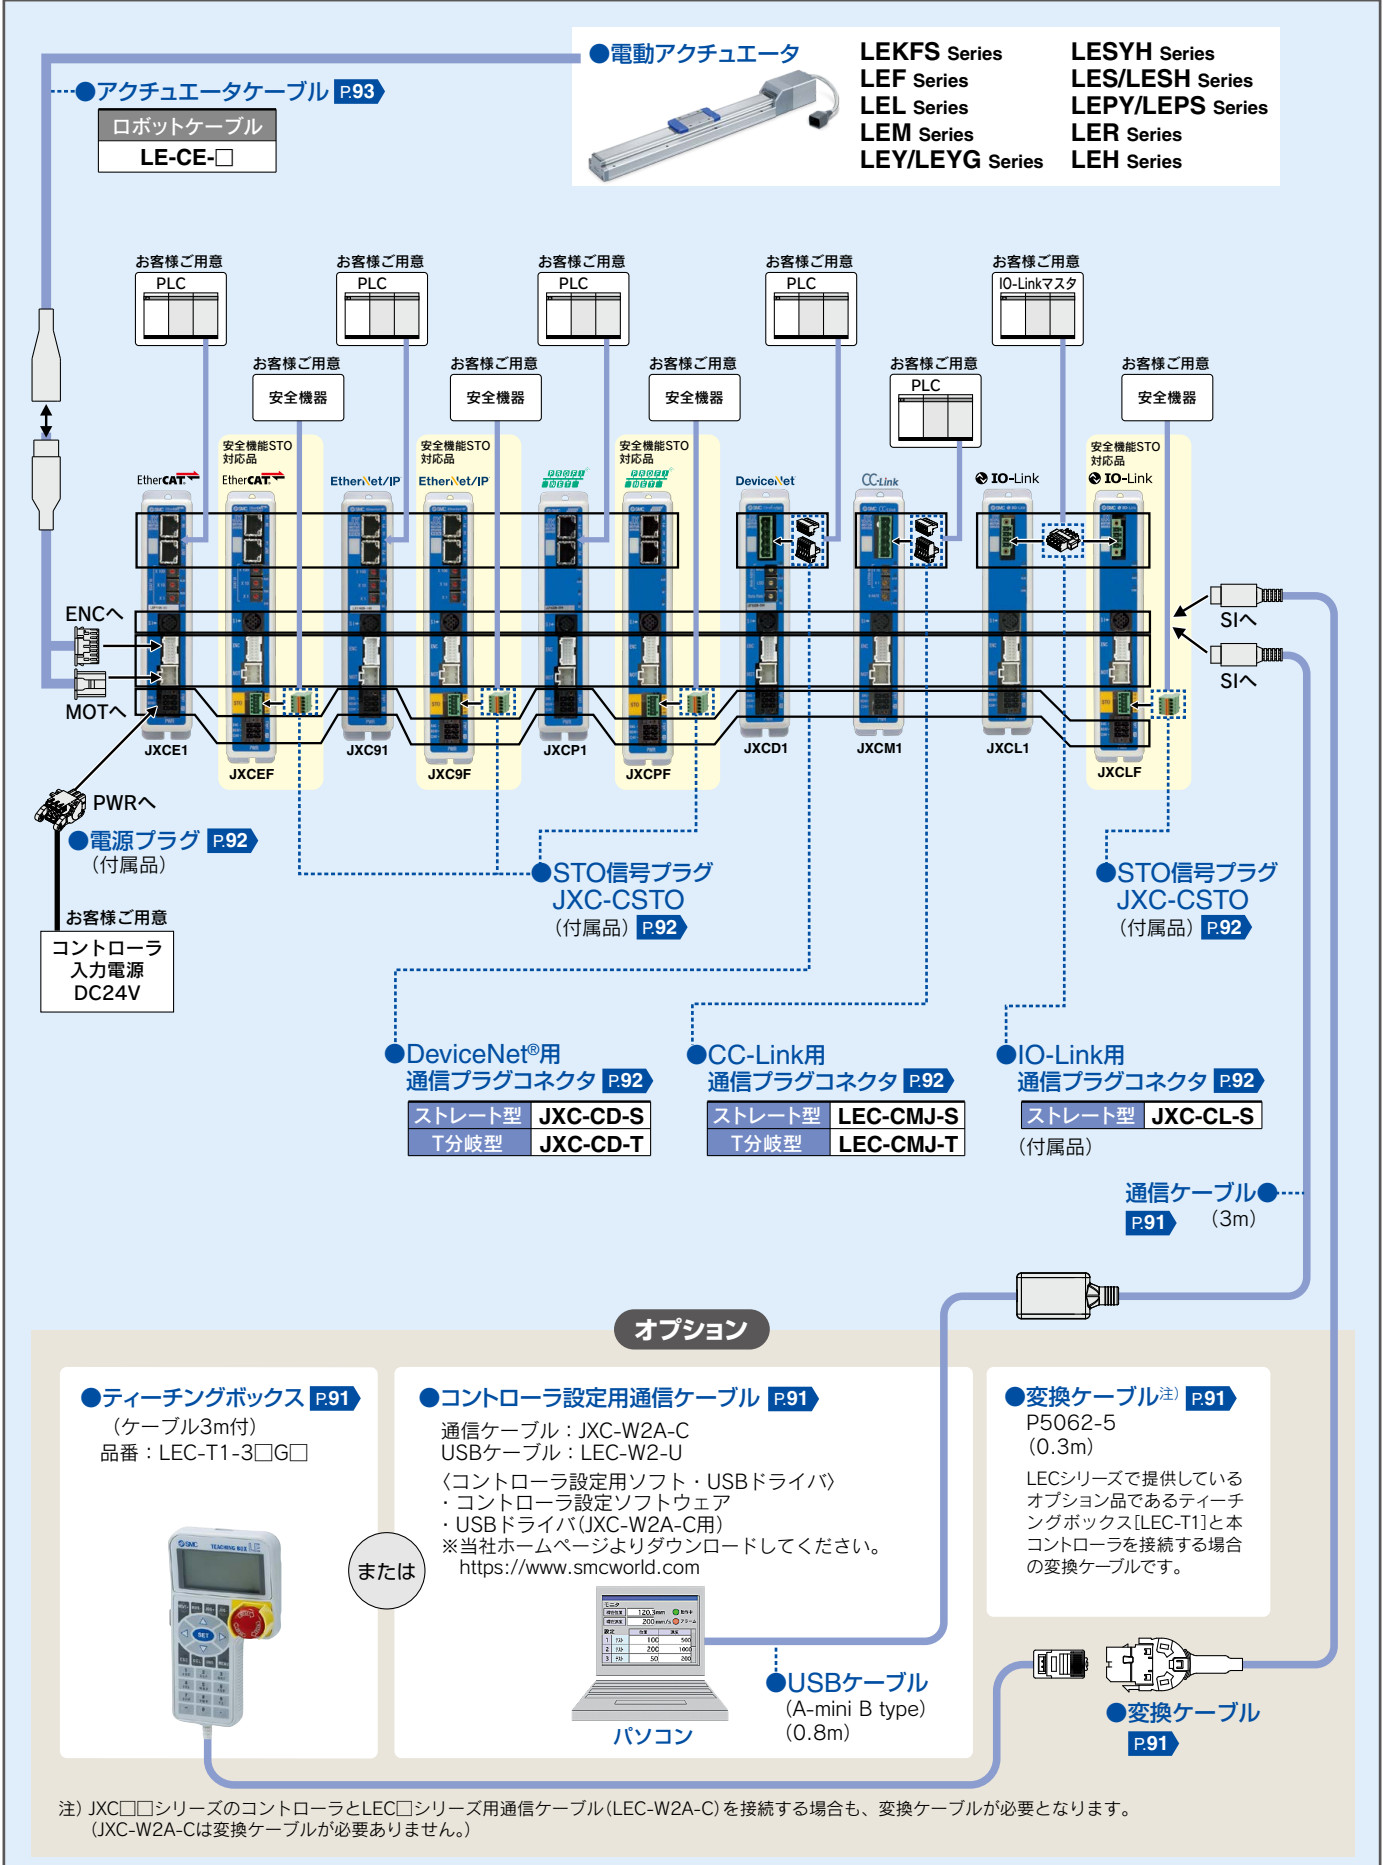 ●電動アクチュエータ
LEKFS Series
LEF Series
LEL Series
LEM Series
LEY/LEYG Series
LESYH Series
LES/LESH Series
LEPY/LEPS Series
LER Series
LEH Series
●アクチュエータケーブル P.93
ロボットケーブル
LE-CE-□
お客様ご用意
PLC
お客様ご用意
PLC
お客様ご用意
PLC
お客様ご用意
PLC
お客様ご用意
IO-Linkマスタ
お客様ご用意
安全機器
お客様ご用意
安全機器
お客様ご用意
安全機器
お客様ご用意
PLC
お客様ご用意
安全機器
安全機能STO
対応品
安全機能STO
対応品
安全機能STO
対応品
安全機能STO
対応品
EtherCAT
EtherCAT
EtherNet/IP
EtherNet/IP
PROFI
NET
PROFI
NET
DeviceNet
CC-Link
IO-Link
IO-Link
ENCへ
MOTへ
SIへ
SIへ
JXCE1
JXCEF
JXC91
JXC9F
JXCP1
JXCPF
JXCD1
JXCM1
JXCL1
JXCLF
PWRへ
●電源プラグ P.92
(付属品)
お客様ご用意
コントローラ
入力電源
DC24V
●STO信号プラグ
JXC-CSTO
(付属品) P.92
●STO信号プラグ
JXC-CSTO
(付属品) P.92
●DeviceNet®用
通信プラグコネクタ P.92
ストレート型 JXC-CD-S
T分岐型 JXC-CD-T
●CC-Link用
通信プラグコネクタ P.92
ストレート型 LEC-CMJ-S
T分岐型 LEC-CMJ-T
●IO-Link用
通信プラグコネクタ P.92
ストレート型 JXC-CL-S
(付属品)
通信ケーブル●
P.91 (3m)
オプション
●ティーチングボックス P.91
(ケーブル3m付)
品番：LEC-T1-3□G□
SMC TEACHING BOX LE
SET
または
●コントローラ設定用通信ケーブル P.91
通信ケーブル：JXC-W2A-C
USBケーブル：LEC-W2-U
〈コントローラ設定用ソフト・USBドライバ〉
・コントローラ設定ソフトウェア
・USBドライバ(JXC-W2A-C用)
※当社ホームページよりダウンロードしてください。
https://www.smcworld.com
モニタ
120.3mm
200mm/s
設定
1 テスト 100 500
2 テスト 200 1000
3 テスト 50 200
パソコン
●USBケーブル
(A-mini B type)
(0.8m)
●変換ケーブル注) P.91
P5062-5
(0.3m)
LECシリーズで提供している
オプション品であるティーチ
ングボックス[LEC-T1]と本
コントローラを接続する場合
の変換ケーブルです。
●変換ケーブル
P.91
注) JXC□□シリーズのコントローラとLEC□シリーズ用通信ケーブル(LEC-W2A-C)を接続する場合も、変換ケーブルが必要となります。
(JXC-W2A-Cは変換ケーブルが必要ありません。)